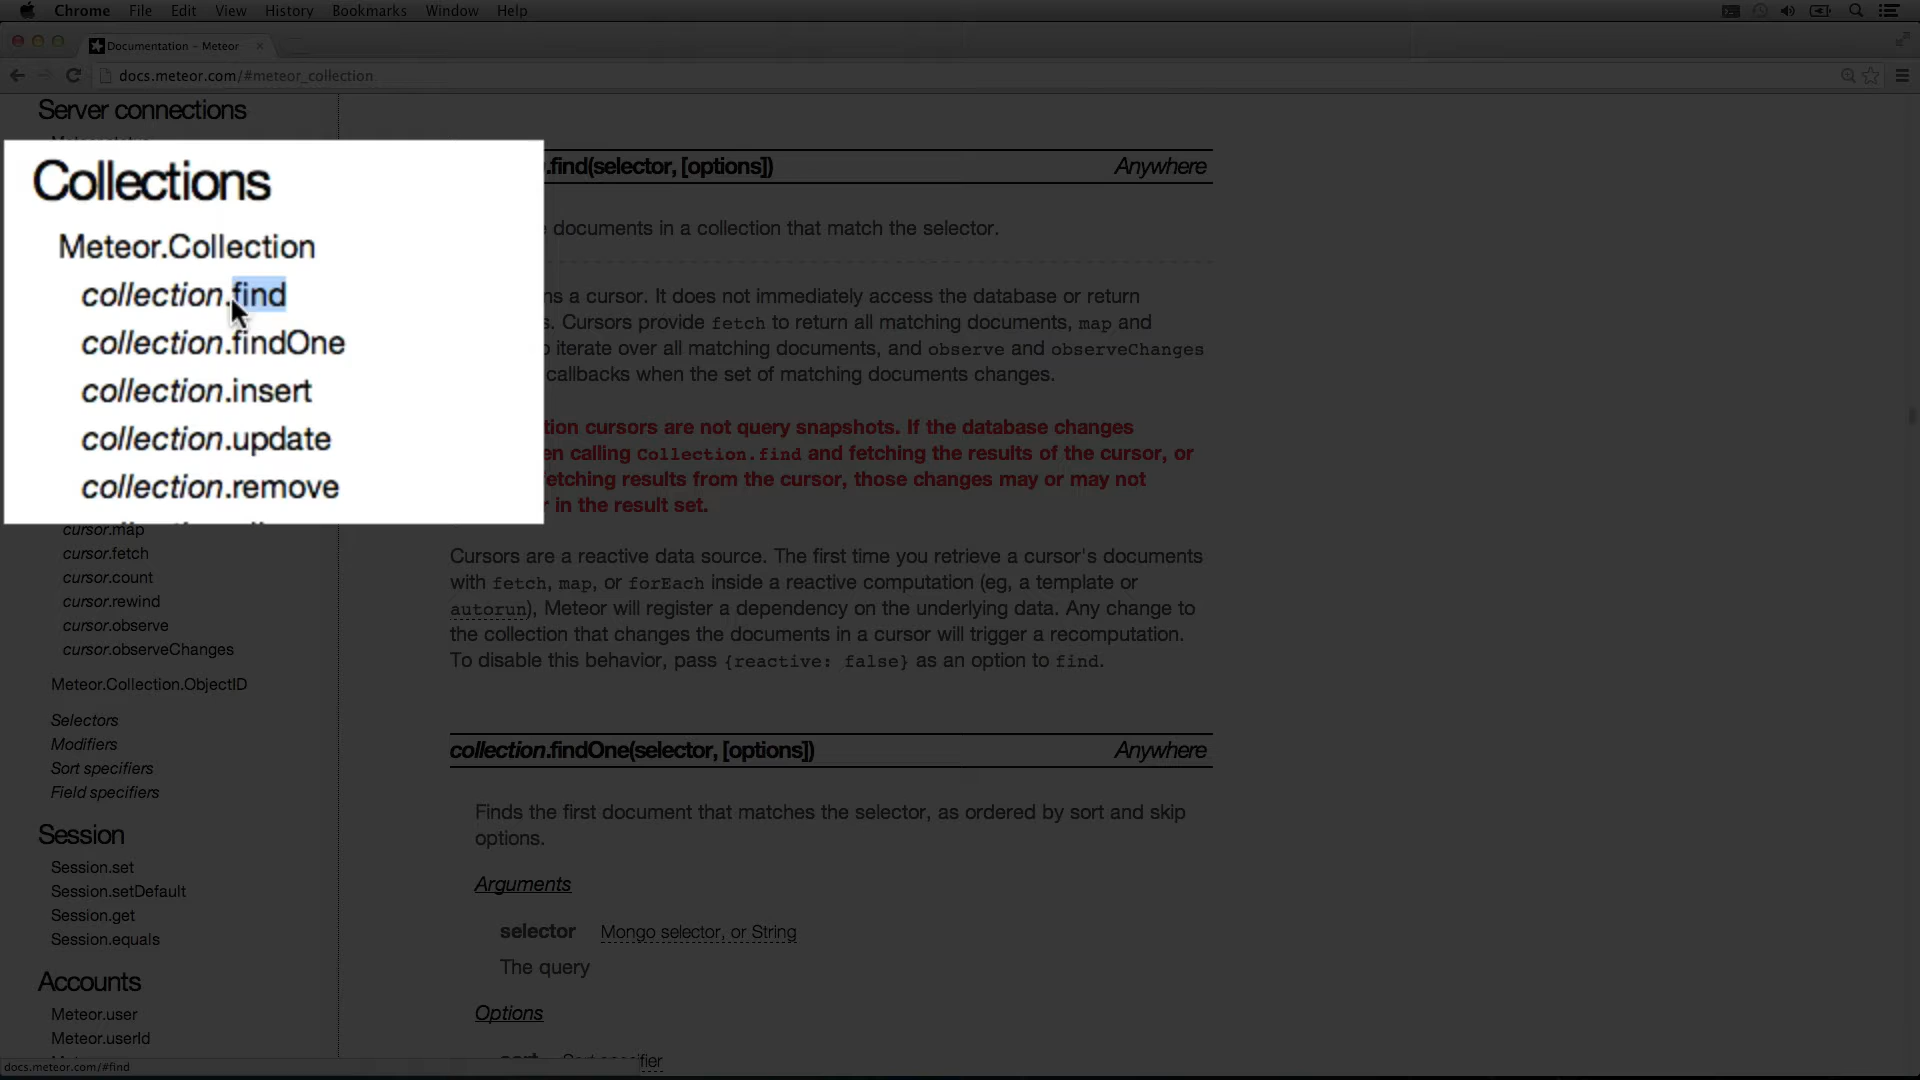 Chrome File Edit View History Bookmarks Window Help
Documentation – Meteor
docs.meteor.com/#meteor_collection
Server connections
Collections
Meteor.Collection
collection.find
collection.findOne
collection.insert
collection.update
collection.remove
cursor.map
cursor.fetch
cursor.count
cursor.rewind
cursor.observe
cursor.observeChanges
Meteor.Collection.ObjectID
Selectors
Modifiers
Sort specifiers
Field specifiers
Session
Session.set
Session.setDefault
Session.get
Session.equals
Accounts
Meteor.user
Meteor.userId
docs.meteor.com/#find
.find(selector, [options]) Anywhere
documents in a collection that match the selector.
a cursor. It does not immediately access the database or return
Cursors provide fetch to return all matching documents, map and
iterate over all matching documents, and observe and observeChanges
callbacks when the set of matching documents changes.
cursors are not query snapshots. If the database changes
calling Collection.find and fetching the results of the cursor, or
fetching results from the cursor, those changes may or may not
in the result set.
Cursors are a reactive data source. The first time you retrieve a cursor's documents
with fetch, map, or forEach inside a reactive computation (eg, a template or
autorun), Meteor will register a dependency on the underlying data. Any change to
the collection that changes the documents in a cursor will trigger a recomputation.
To disable this behavior, pass {reactive: false} as an option to find.
collection.findOne(selector, [options]) Anywhere
Finds the first document that matches the selector, as ordered by sort and skip
options.
Arguments
selector Mongo selector, or String
The query
Options
sort Sort specifier